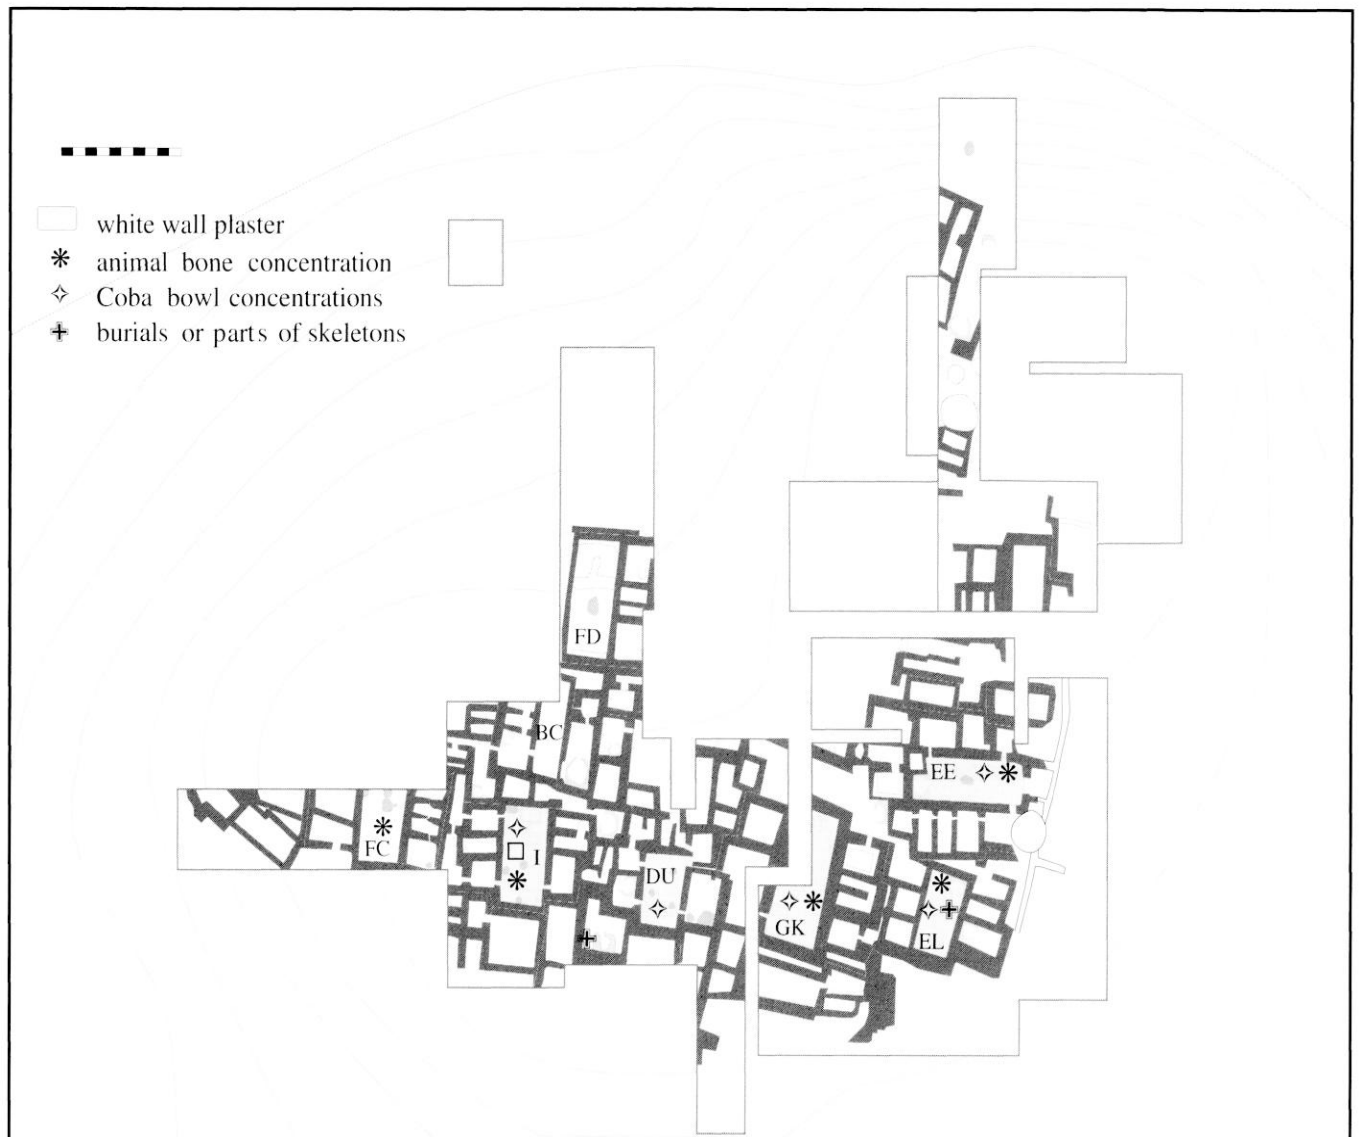 white wall plaster
animal bone concentration
Coba bowl concentrations
burials or parts of skeletons
FD
BC
EE
FC
I
DU
GK
EL